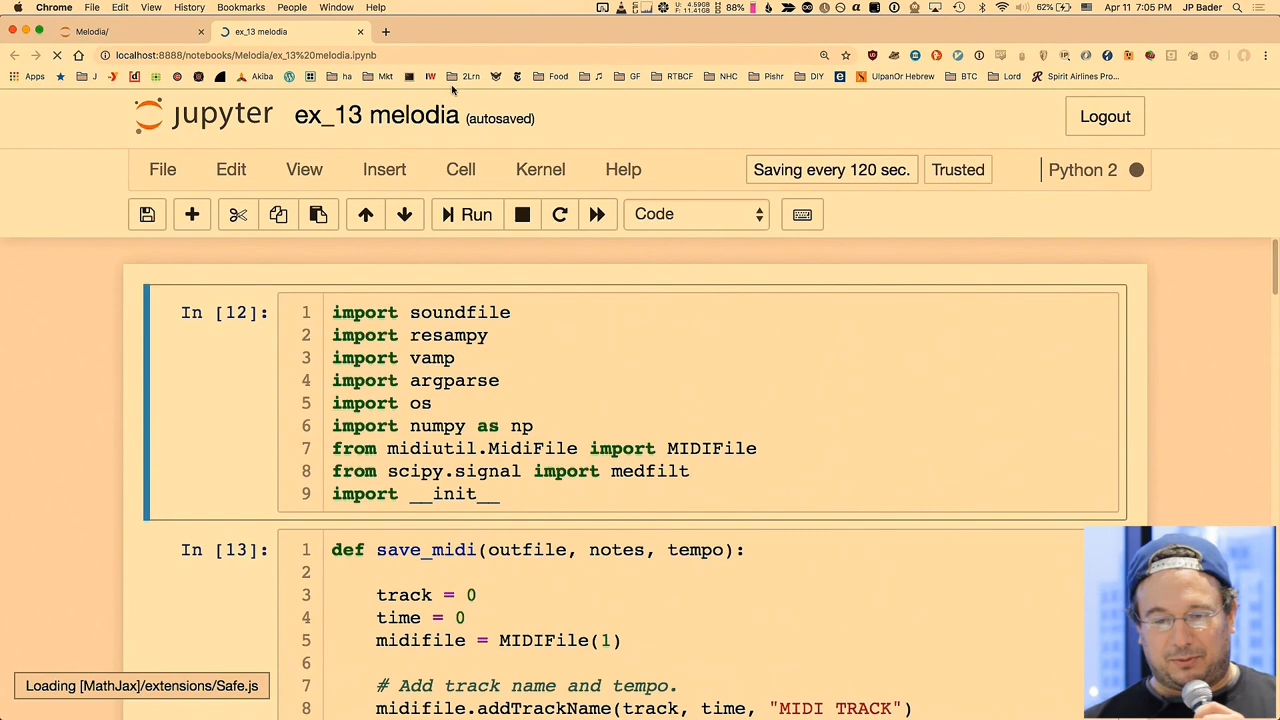 Chrome File Edit View History Bookmarks People Window Help U: 4.59GB F: 11.41GB 88% 62% Apr 11 7:05 PM JP Bader
Melodia/ ex_13 melodia
localhost:8888/notebooks/Melodia/ex_13%20melodia.ipynb
Apps J Akiba ha Mkt IW 2Lrn Food GF RTBCF NHC Pishr DIY UlpanOr Hebrew BTC Lord Spirit Airlines Pro...
jupyter ex_13 melodia (autosaved) Logout
File Edit View Insert Cell Kernel Help Saving every 120 sec. Trusted Python 2
Run Code
In [12]:
1 import soundfile
2 import resampy
3 import vamp
4 import argparse
5 import os
6 import numpy as np
7 from midiutil.MidiFile import MIDIFile
8 from scipy.signal import medfilt
9 import __init__
In [13]:
1 def save_midi(outfile, notes, tempo):
2
3 track = 0
4 time = 0
5 midifile = MIDIFile(1)
6
7 # Add track name and tempo.
8 midifile.addTrackName(track, time, "MIDI TRACK")
Loading [MathJax]/extensions/Safe.js